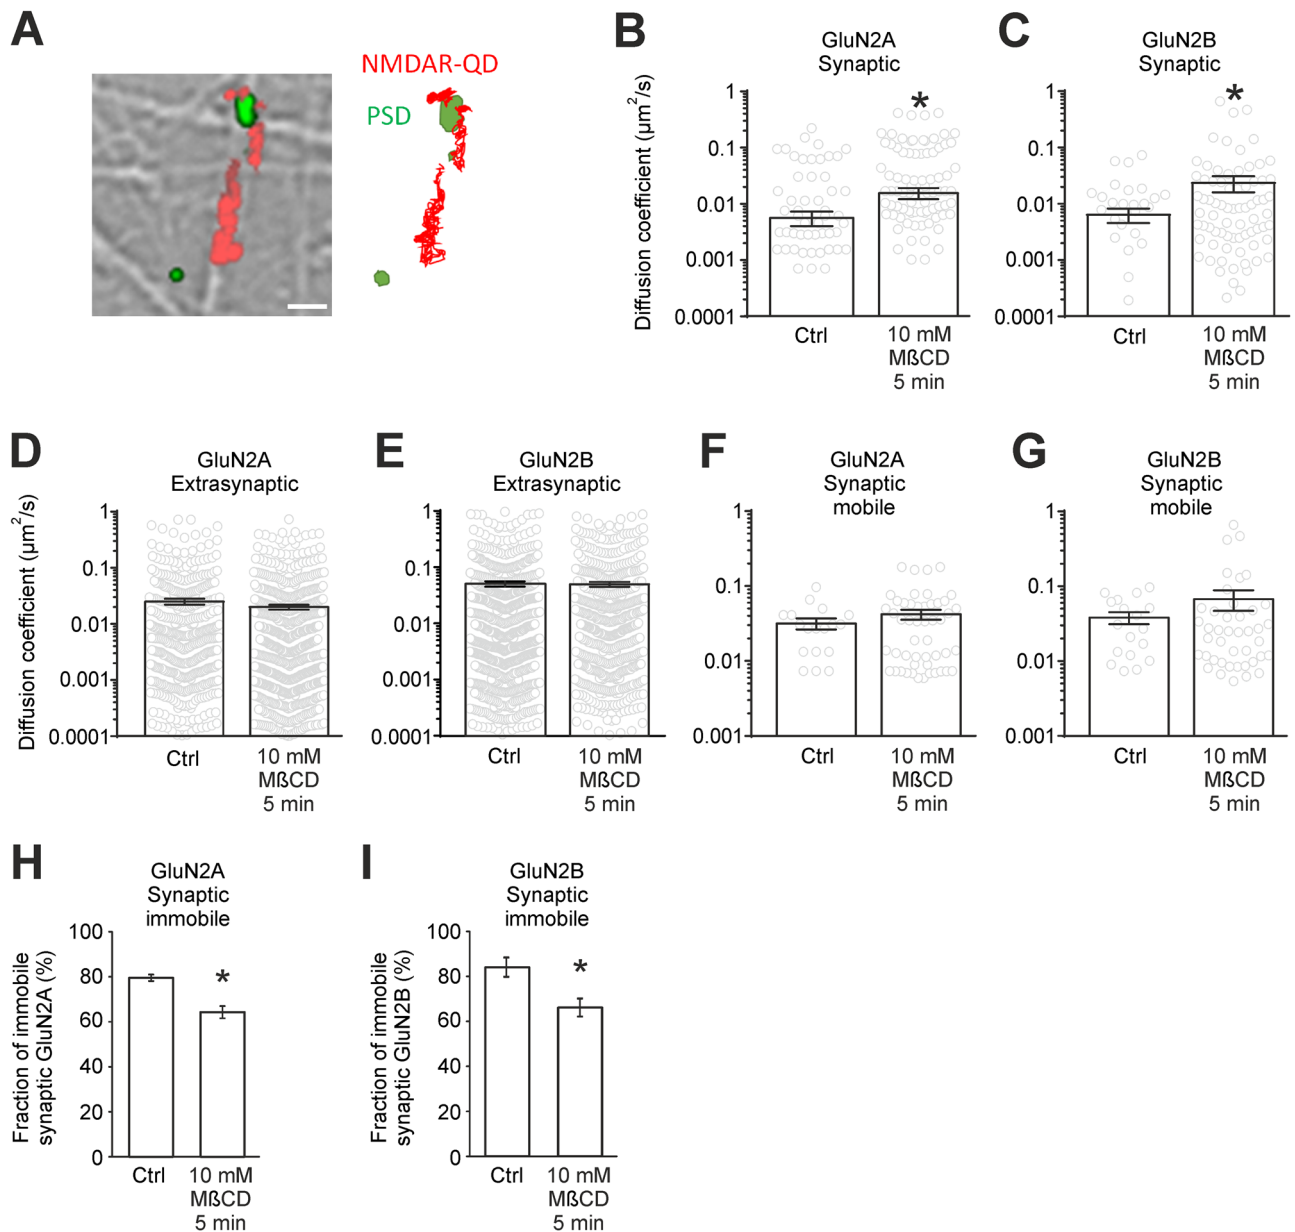 A
NMDAR-QD
PSD
B
GluN2A
Synaptic
Diffusion coefficient (µm²/s)
1
0.1
0.01
0.001
0.0001
*
Ctrl
10 mM
MßCD
5 min
C
GluN2B
Synaptic
1
0.1
0.01
0.001
0.0001
*
Ctrl
10 mM
MßCD
5 min
D
GluN2A
Extrasynaptic
Diffusion coefficient (µm²/s)
1
0.1
0.01
0.001
0.0001
Ctrl
10 mM
MßCD
5 min
E
GluN2B
Extrasynaptic
1
0.1
0.01
0.001
0.0001
Ctrl
10 mM
MßCD
5 min
F
GluN2A
Synaptic
mobile
1
0.1
0.01
0.001
Ctrl
10 mM
MßCD
5 min
G
GluN2B
Synaptic
mobile
1
0.1
0.01
0.001
Ctrl
10 mM
MßCD
5 min
H
GluN2A
Synaptic
immobile
Fraction of immobile
synaptic GluN2A (%)
100
80
60
40
20
0
*
Ctrl
10 mM
MßCD
5 min
I
GluN2B
Synaptic
immobile
Fraction of immobile
synaptic GluN2B (%)
100
80
60
40
20
0
*
Ctrl
10 mM
MßCD
5 min